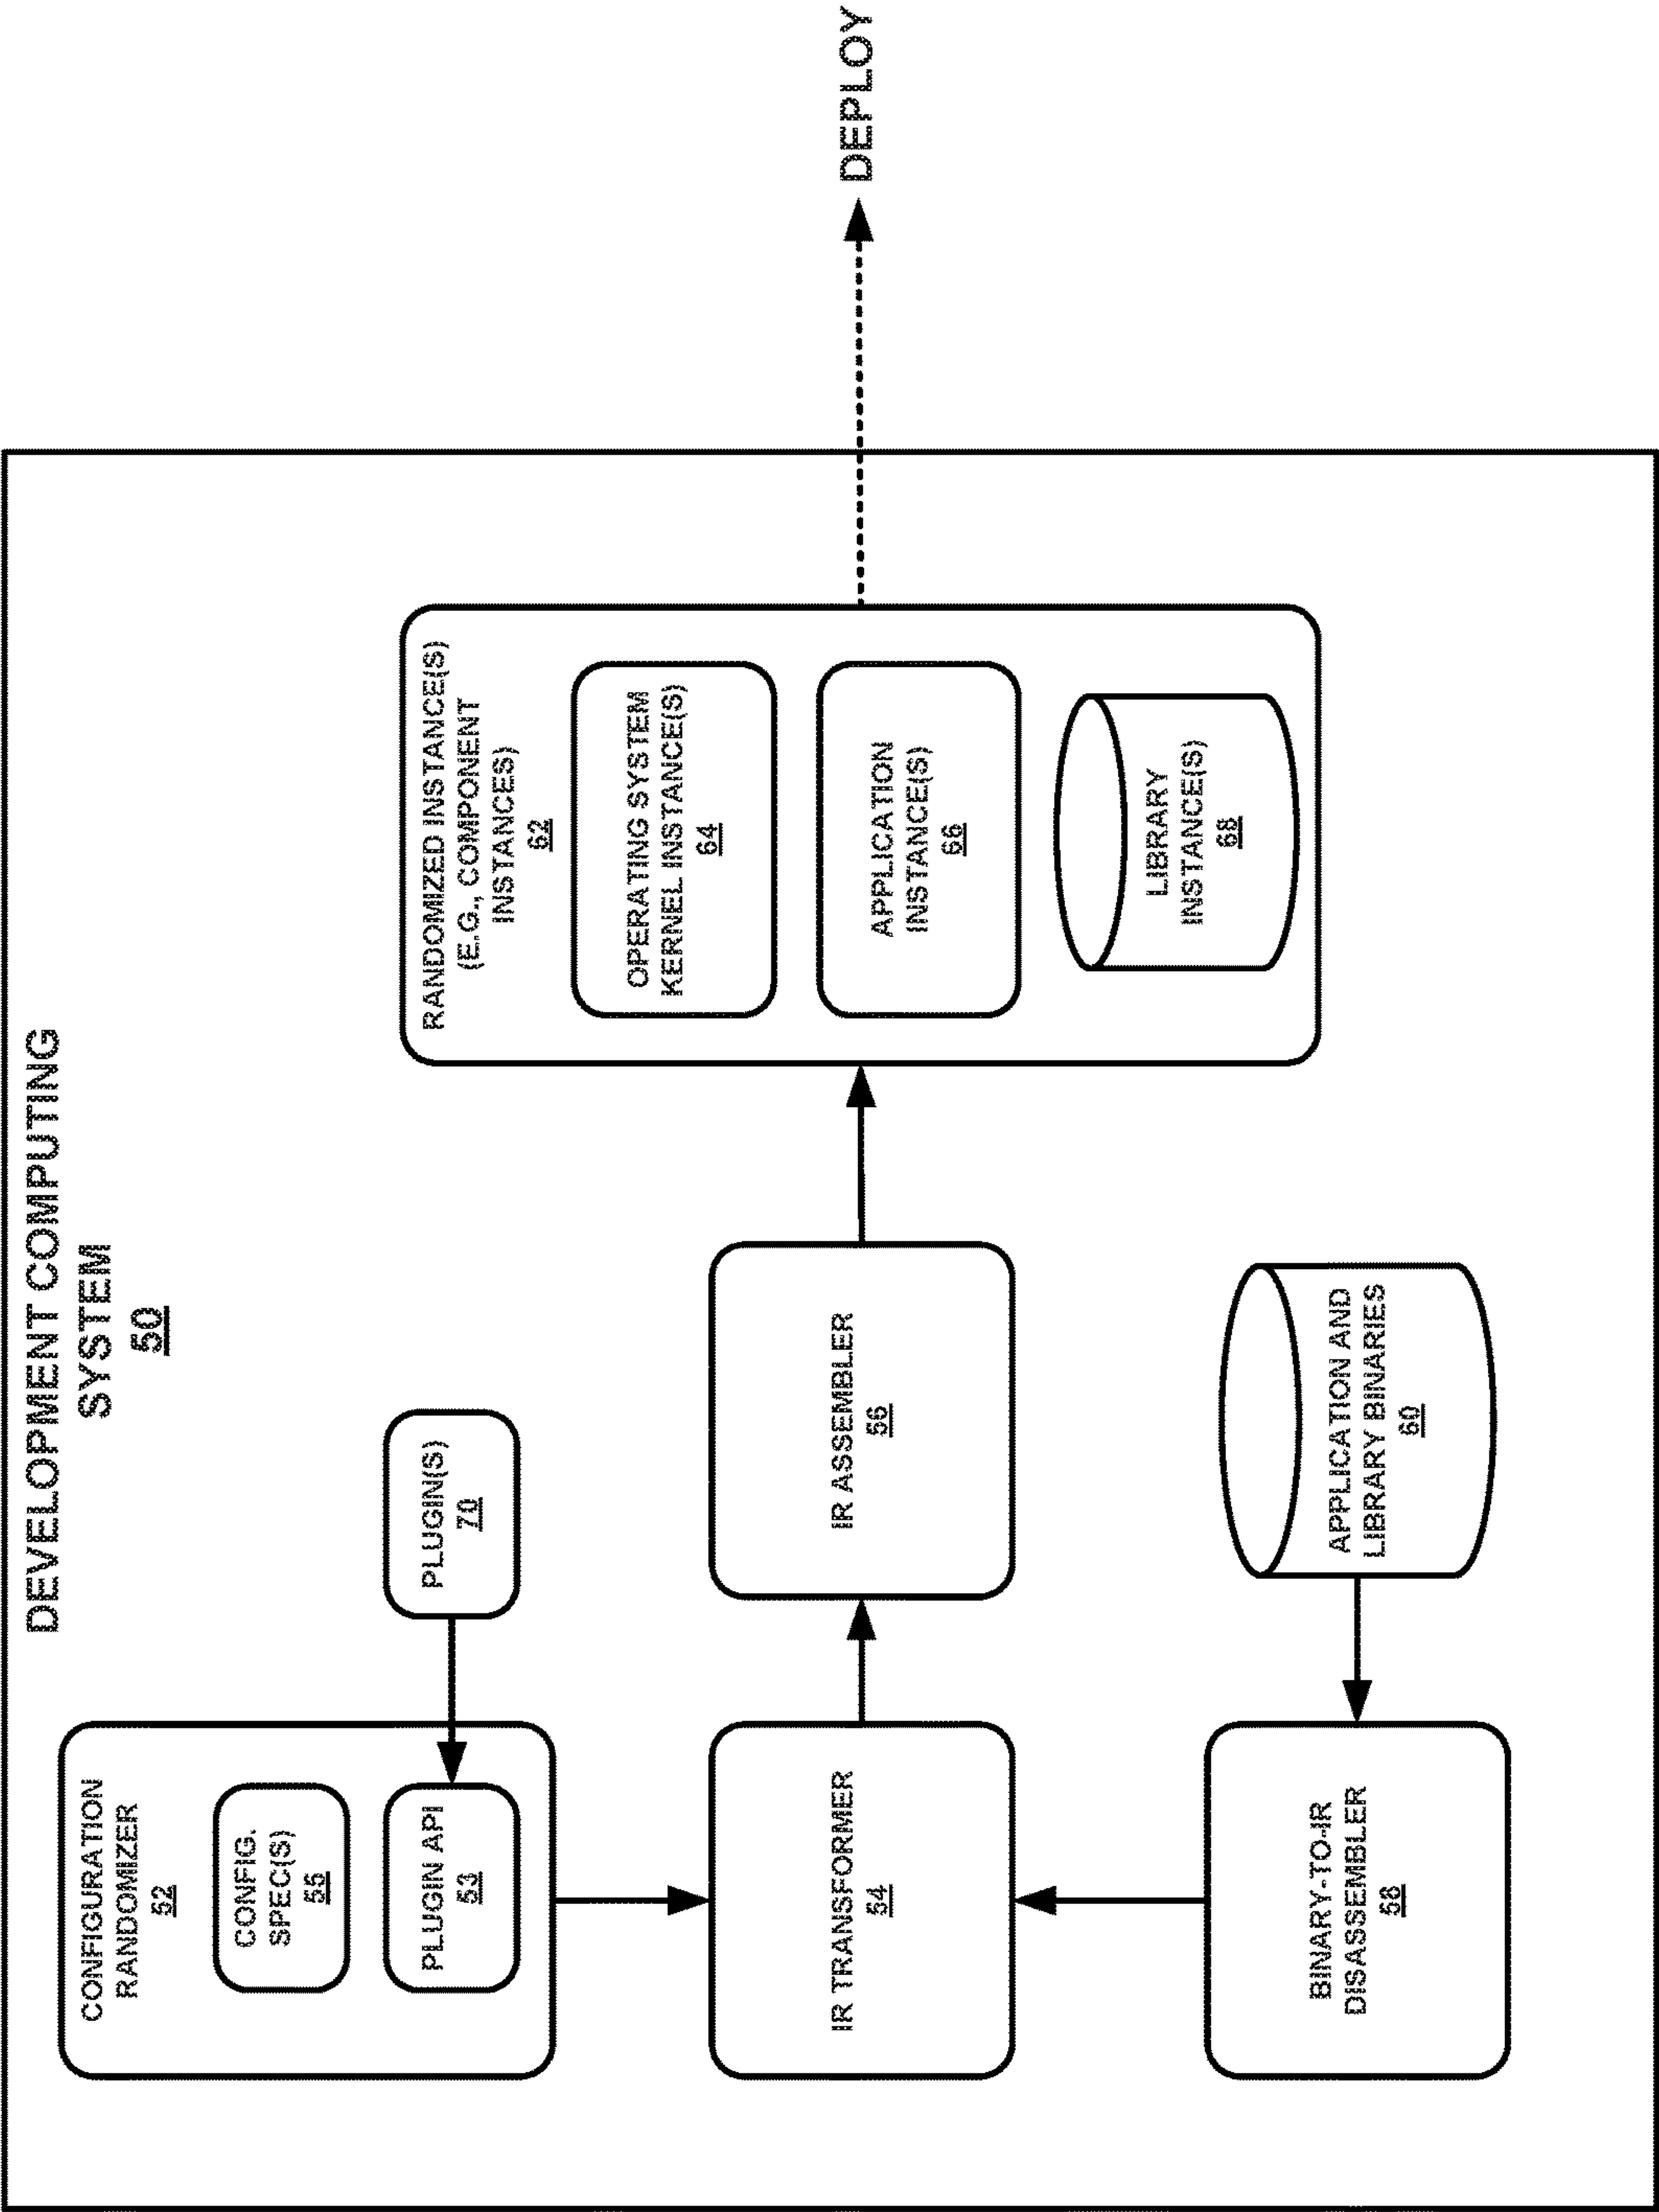 DEVELOPMENT COMPUTING
SYSTEM
50
CONFIGURATION
RANDOMIZER
52
CONFIG.
SPEC(S)
55
PLUGIN API
53
PLUGIN(S)
70
IR TRANSFORMER
54
IR ASSEMBLER
56
BINARY-TO-IR
DISASSEMBLER
58
APPLICATION AND
LIBRARY BINARIES
60
RANDOMIZED INSTANCE(S)
(E.G., COMPONENT
INSTANCES)
62
OPERATING SYSTEM
KERNEL INSTANCE(S)
64
APPLICATION
INSTANCE(S)
66
LIBRARY
INSTANCE(S)
68
DEPLOY